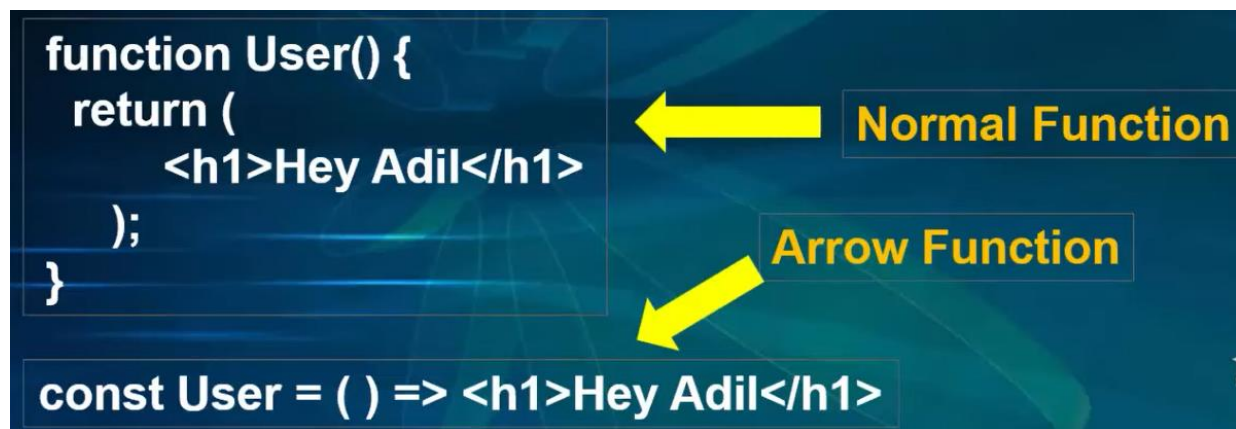 function User() {
return (
<h1>Hey Adil</h1>
);
}
Normal Function
Arrow Function
const User = ( ) => <h1>Hey Adil</h1>